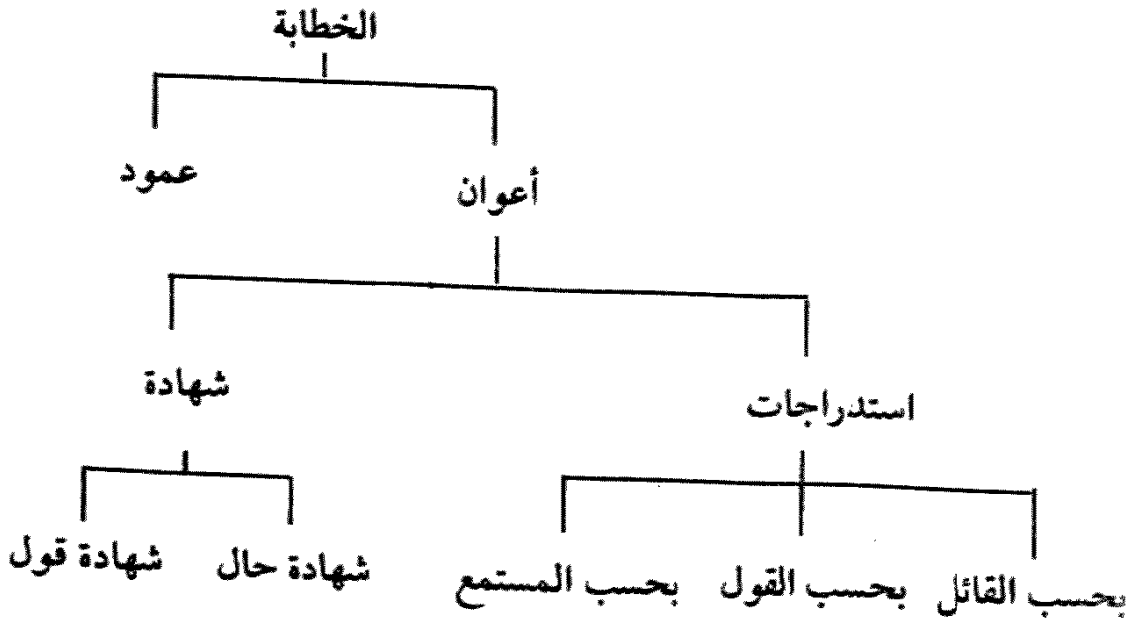 الخطابة
أعوان عمود
استدراجات شهادة
بحسب القائل بحسب القول بحسب المستمع شهادة حال شهادة قول